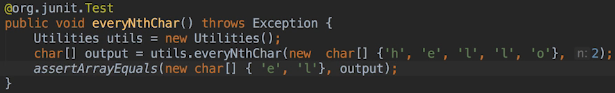 @org.junit.Test
public void everyNthChar() throws Exception {
Utilities utils = new Utilities();
char[] output = utils.everyNthChar(new  char[] {'h', 'e', 'l', 'l', 'o'}, n: 2);
assertArrayEquals(new char[] { 'e', 'l'}, output);
}